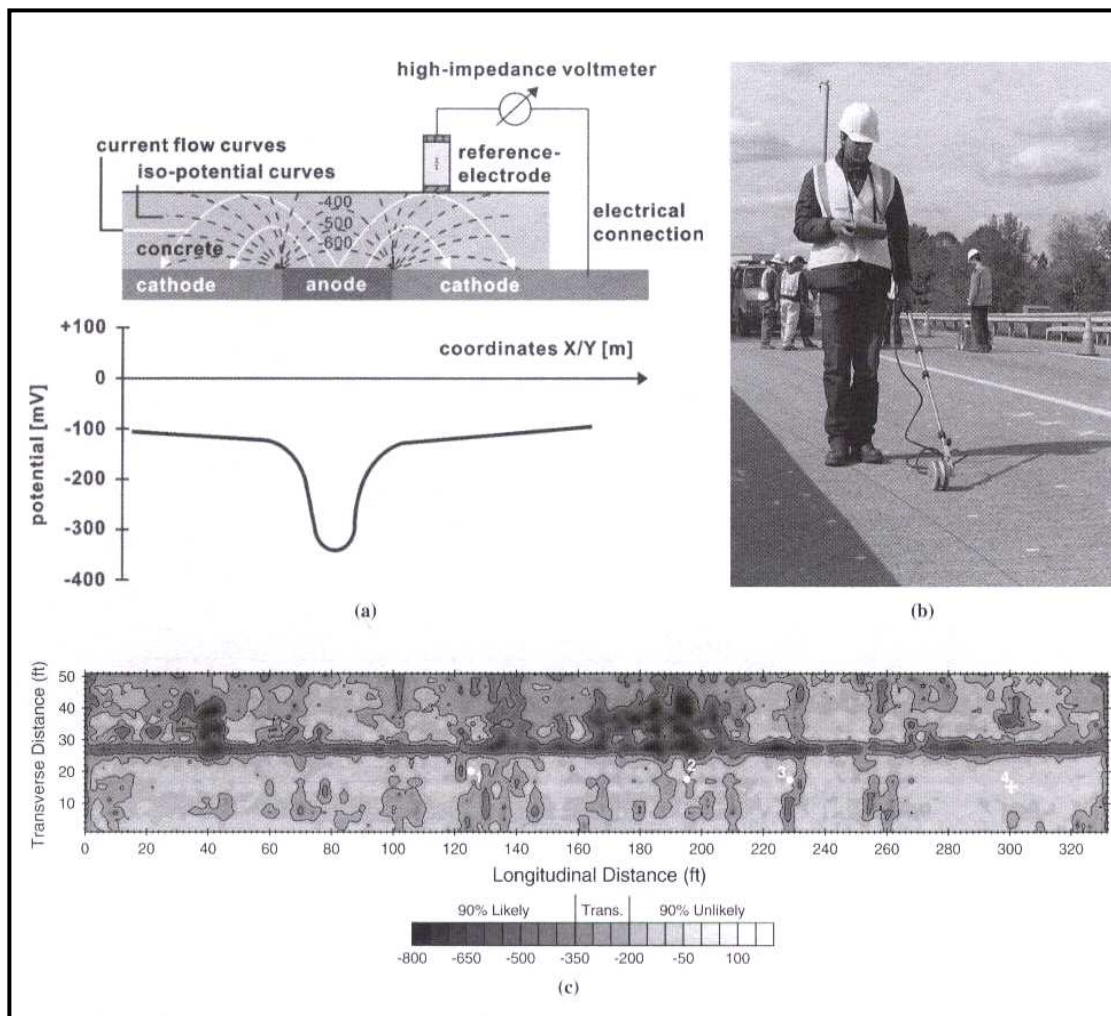 high-impedance voltmeter
current flow curves
iso-potential curves
reference-
electrode
-400
-500
-600
electrical
connection
concrete
cathode
anode
cathode
+100
0
-100
-200
-300
-400
potential [mV]
coordinates X/Y [m]
(a)
(b)
50
40
30
20
10
Transverse Distance (ft)
1
2
3
4
0 20 40 60 80 100 120 140 160 180 200 220 240 260 280 300 320
Longitudinal Distance (ft)
90% Likely Trans. 90% Unlikely
-800 -650 -500 -350 -200 -50 100
(c)